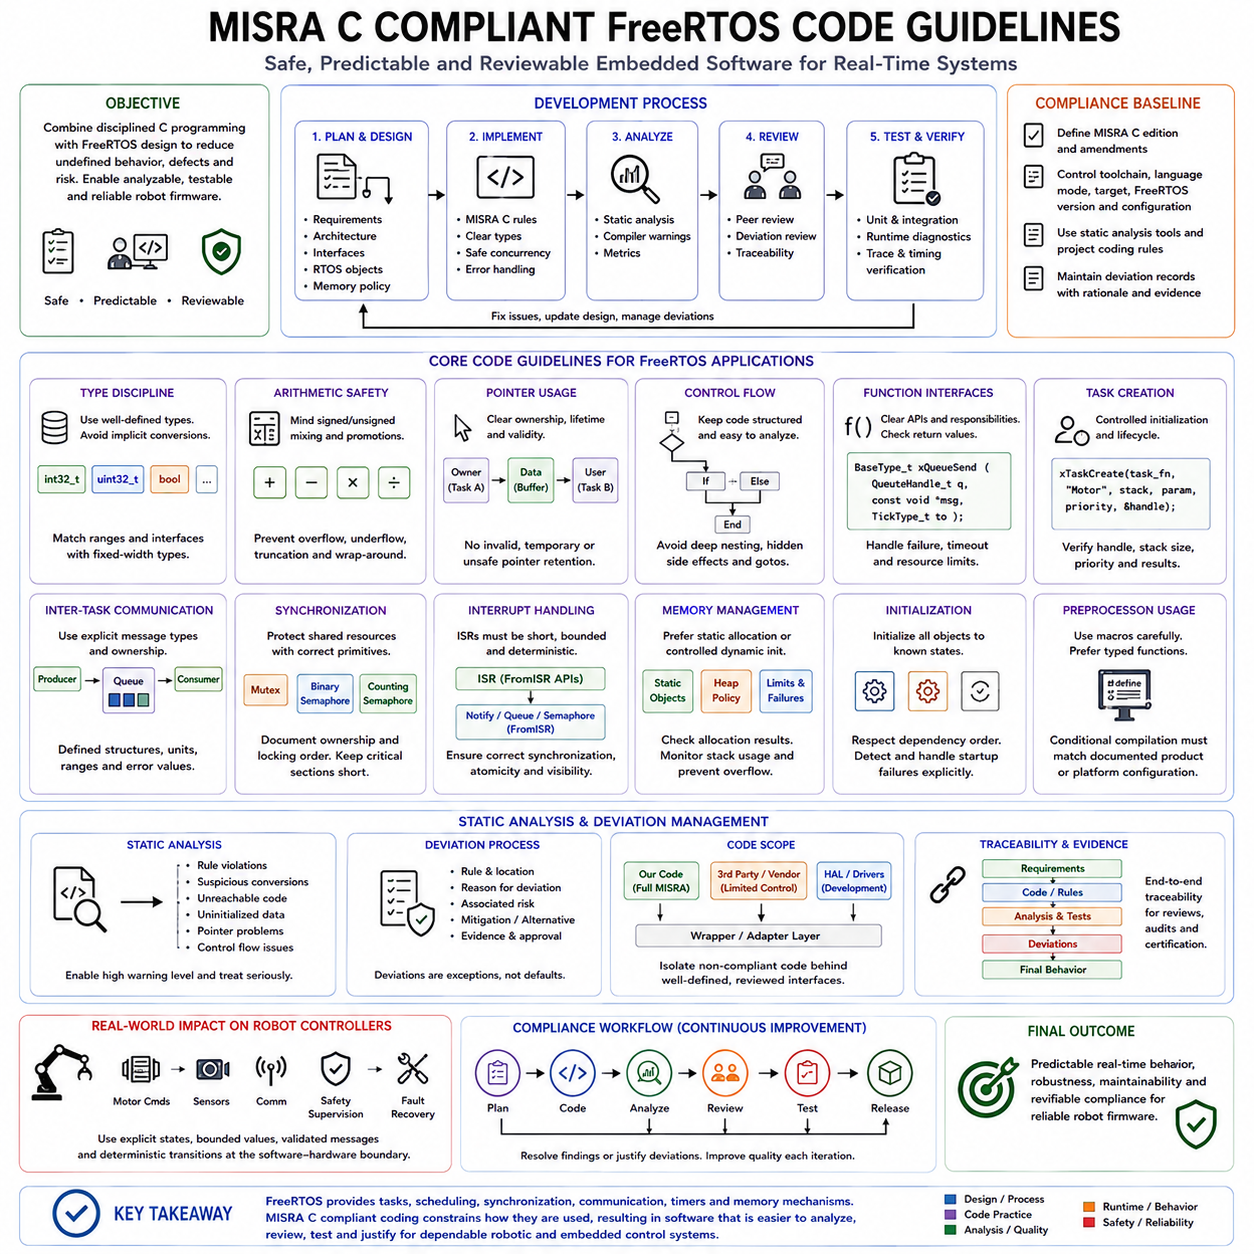 MISRA C COMPLIANT FreeRTOS CODE GUIDELINES
Safe, Predictable and Reviewable Embedded Software for Real-Time Systems
OBJECTIVE
Combine disciplined C programming
with FreeRTOS design to reduce
undefined behavior, defects and
risk. Enable analyzable, testable
and reliable robot firmware.
Safe • Predictable • Reviewable
DEVELOPMENT PROCESS
1. PLAN & DESIGN
• Requirements
• Architecture
• Interfaces
• RTOS objects
• Memory policy
2. IMPLEMENT
</>
• MISRA C rules
• Clear types
• Safe concurrency
• Error handling
3. ANALYZE
• Static analysis
• Compiler warnings
• Metrics
4. REVIEW
• Peer review
• Deviation review
• Traceability
5. TEST & VERIFY
• Unit & integration
• Runtime diagnostics
• Trace & timing
verification
Fix issues, update design, manage deviations
COMPLIANCE BASELINE
Define MISRA C edition
and amendments
Control toolchain, language
mode, target, FreeRTOS
version and configuration
Use static analysis tools and
project coding rules
Maintain deviation records
with rationale and evidence
CORE CODE GUIDELINES FOR FreeRTOS APPLICATIONS
TYPE DISCIPLINE
Use well-defined types.
Avoid implicit conversions.
int32_t uint32_t bool ...
Match ranges and interfaces
with fixed-width types.
ARITHMETIC SAFETY
Mind signed/unsigned
mixing and promotions.
+ − × ÷
Prevent overflow, underflow,
truncation and wrap-around.
POINTER USAGE
Clear ownership, lifetime
and validity.
Owner
(Task A)
Data
(Buffer)
User
(Task B)
No invalid, temporary or
unsafe pointer retention.
CONTROL FLOW
Keep code structured
and easy to analyze.
If
Else
End
Avoid deep nesting, hidden
side effects and gotos.
FUNCTION INTERFACES
f()
Clear APIs and responsibilities.
Check return values.
BaseType_t xQueueSend (
QueueHandle_t q,
const void *msg,
TickType_t to );
Handle failure, timeout
and resource limits.
TASK CREATION
Controlled initialization
and lifecycle.
xTaskCreate(task_fn,
"Motor", stack, param,
priority, &handle);
Verify handle, stack size,
priority and results.
INTER-TASK COMMUNICATION
Use explicit message types
and ownership.
Producer
Queue
Consumer
Defined structures, units,
ranges and error values.
SYNCHRONIZATION
Protect shared resources
with correct primitives.
Mutex
Binary
Semaphore
Counting
Semaphore
Document ownership and
locking order. Keep critical
sections short.
INTERRUPT HANDLING
ISRs must be short, bounded
and deterministic.
ISR (FromISR APIs)
Notify / Queue / Semaphore
(FromISR)
Ensure correct synchronization,
atomicity and visibility.
MEMORY MANAGEMENT
Prefer static allocation or
controlled dynamic init.
Static
Objects
Heap
Policy
Limits &
Failures
Check allocation results.
Monitor stack usage and
prevent overflow.
INITIALIZATION
Initialize all objects to
known states.
Respect dependency order.
Detect and handle startup
failures explicitly.
PREPROCESSON USAGE
Use macros carefully.
Prefer typed functions.
#define
Conditional compilation must
match documented product
or platform configuration.
STATIC ANALYSIS & DEVIATION MANAGEMENT
STATIC ANALYSIS
</>
• Rule violations
• Suspicious conversions
• Unreachable code
• Uninitialized data
• Pointer problems
• Control flow issues
Enable high warning level and treat seriously.
DEVIATION PROCESS
• Rule & location
• Reason for deviation
• Associated risk
• Mitigation / Alternative
• Evidence & approval
Deviations are exceptions, not defaults.
CODE SCOPE
Our Code
(Full MISRA)
3rd Party / Vendor
(Limited Control)
HAL / Drivers
(Development)
Wrapper / Adapter Layer
Isolate non-compliant code behind
well-defined, reviewed interfaces.
TRACEABILITY & EVIDENCE
Requirements
Code / Rules
Analysis & Tests
Deviations
Final Behavior
End-to-end
traceability
for reviews,
audits and
certification.
REAL-WORLD IMPACT ON ROBOT CONTROLLERS
Motor Cmds
Sensors
Comm
Safety
Supervision
Fault
Recovery
Use explicit states, bounded values, validated messages
and deterministic transitions at the software-hardware boundary.
COMPLIANCE WORKFLOW (CONTINUOUS IMPROVEMENT)
</>
Plan Code Analyze Review Test Release
Resolve findings or justify deviations. Improve quality each iteration.
FINAL OUTCOME
Predictable real-time behavior,
robustness, maintainability and
revifiable compliance for
reliable robot firmware.
KEY TAKEAWAY
FreeRTOS provides tasks, scheduling, synchronization, communication, timers and memory mechanisms.
MISRA C compliant coding constrains how they are used, resulting in software that is easier to analyze,
review, test and justify for dependable robotic and embedded control systems.
Design / Process
Code Practice
Analysis / Quality
Runtime / Behavior
Safety / Reliability